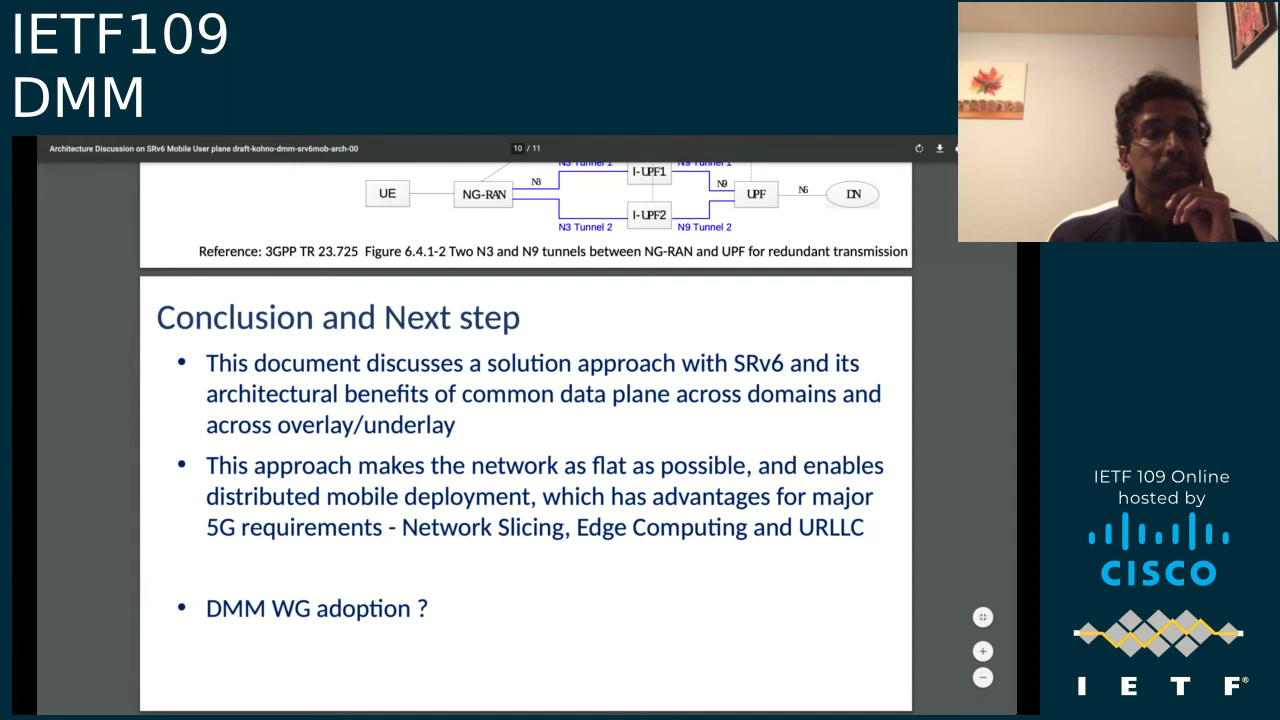 IETF109
DMM
Architecture Discussion on SRv6 Mobile User plane draft-kohno-dmm-srv6mob-arch-00
10 / 11
N3 Tunnel 1
N9 Tunnel 1
I-UPF1
UE
NG-RAN
N3
N9
UPF
N6
DN
I-UPF2
N3 Tunnel 2
N9 Tunnel 2
Reference: 3GPP TR 23.725 Figure 6.4.1-2 Two N3 and N9 tunnels between NG-RAN and UPF for redundant transmission
Conclusion and Next step
• This document discusses a solution approach with SRv6 and its
architectural benefits of common data plane across domains and
across overlay/underlay
• This approach makes the network as flat as possible, and enables
distributed mobile deployment, which has advantages for major
5G requirements - Network Slicing, Edge Computing and URLLC
• DMM WG adoption ?
IETF 109 Online
hosted by
CISCO
I E T F®